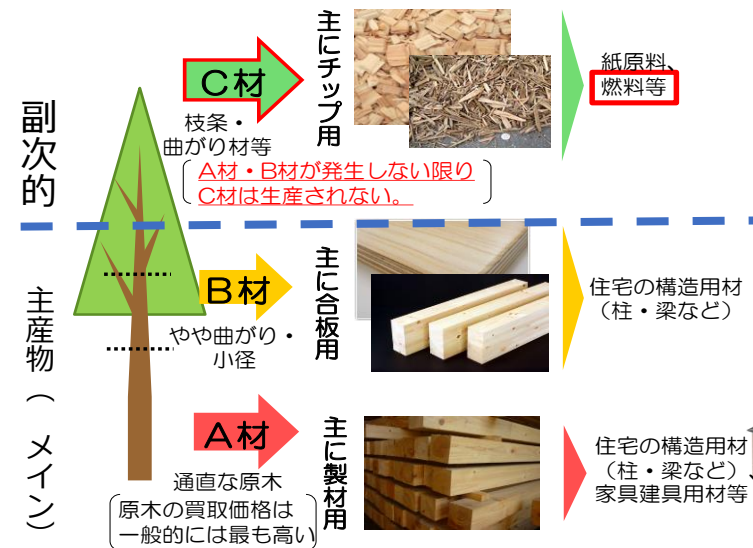 副次的
C材
枝条・
曲がり材等
A材・B材が発生しない限り
C材は生産されない。
主にチップ用
紙原料、
燃料等
主産物(メイン)
B材
やや曲がり・
小径
主に合板用
住宅の構造用材
(柱・梁など)
A材
通直な原木
原木の買取価格は
一般的には最も高い
主に製材用
住宅の構造用材
(柱・梁など)、
家具建具用材等